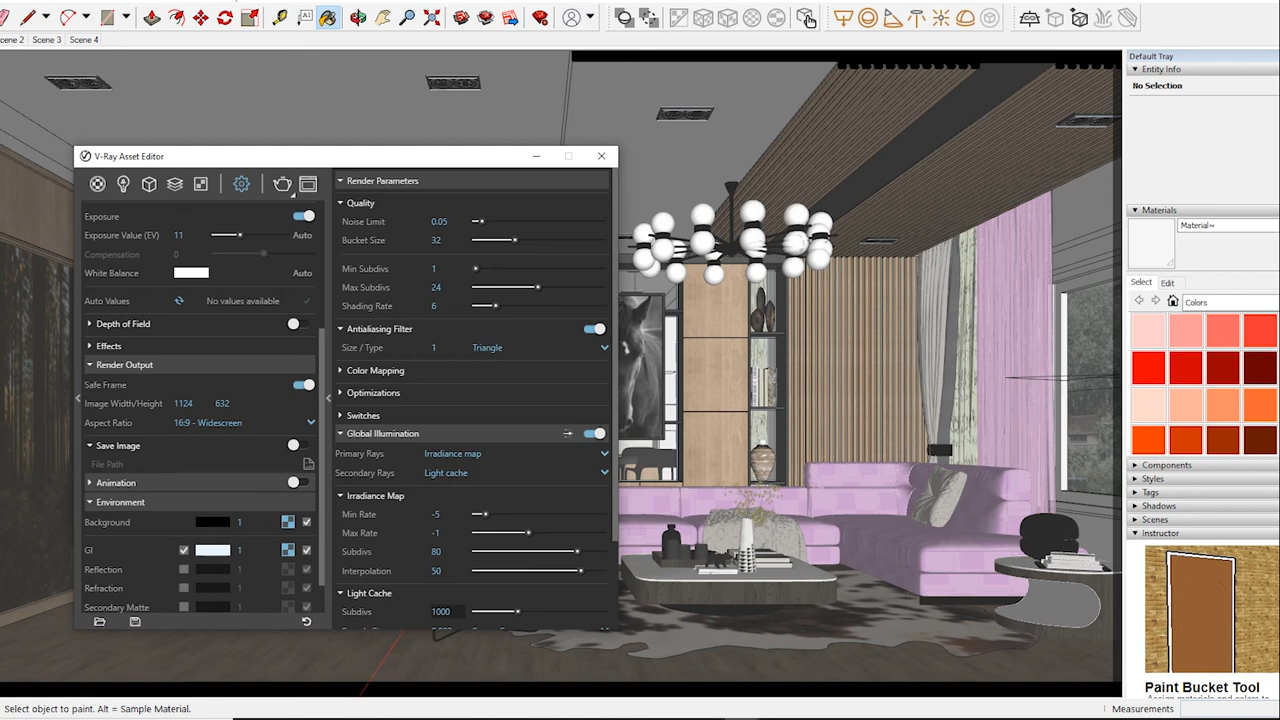 A1
cene 2 Scene 3 Scene 4
Default Tray
Entity Info
No Selection
V-Ray Asset Editor
Render Parameters
Exposure
Exposure Value (EV) 11 Auto
Compensation 0
White Balance Auto
Auto Values No values available
Depth of Field
Effects
Render Output
Safe Frame
Image Width/Height 1124 632
Aspect Ratio 16:9 - Widescreen
Save Image
File Path
Animation
Environment
Background 1
GI 1
Reflection 1
Refraction 1
Secondary Matte 1
Quality
Noise Limit 0.05
Bucket Size 32
Min Subdivs 1
Max Subdivs 24
Shading Rate 6
Antialiasing Filter
Size / Type 1 Triangle
Color Mapping
Optimizations
Switches
Global Illumination
Primary Rays Irradiance map
Secondary Rays Light cache
Irradiance Map
Min Rate -5
Max Rate -1
Subdivs 80
Interpolation 50
Light Cache
Subdivs 1000
Materials
Material~
Select Edit
Colors
Components
Styles
Tags
Shadows
Scenes
Instructor
Paint Bucket Tool
Select object to paint. Alt = Sample Material.
Measurements